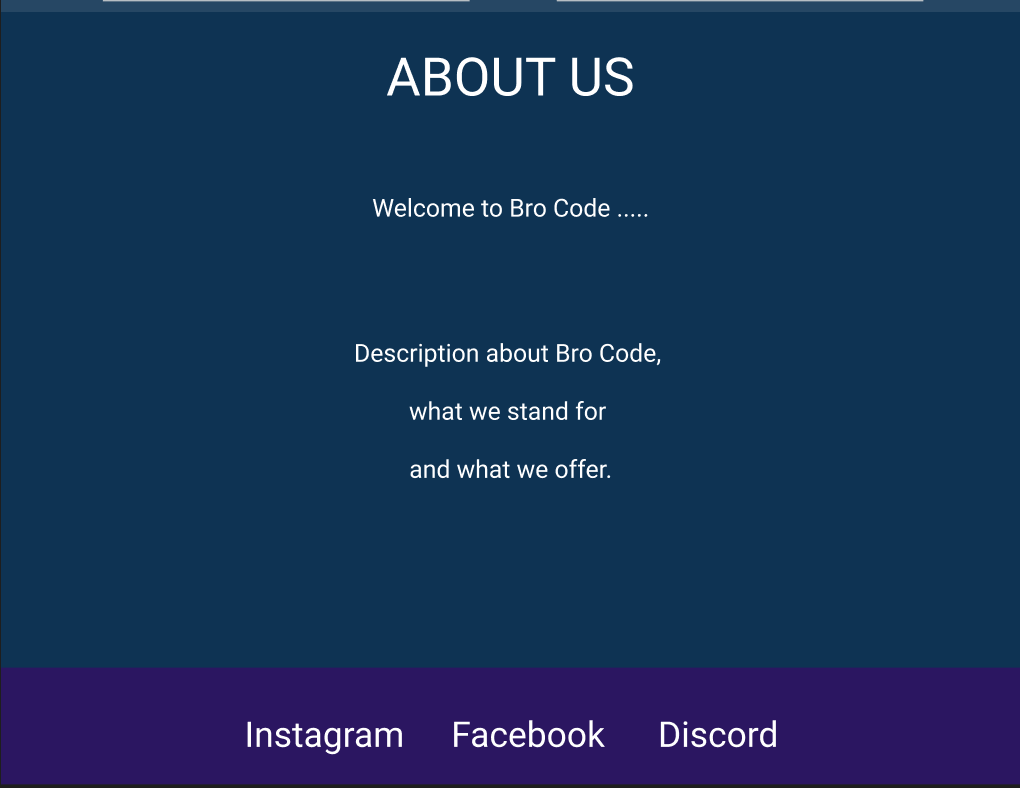 ABOUT US
Welcome to Bro Code .....
Description about Bro Code,
what we stand for
and what we offer.
Instagram Facebook Discord